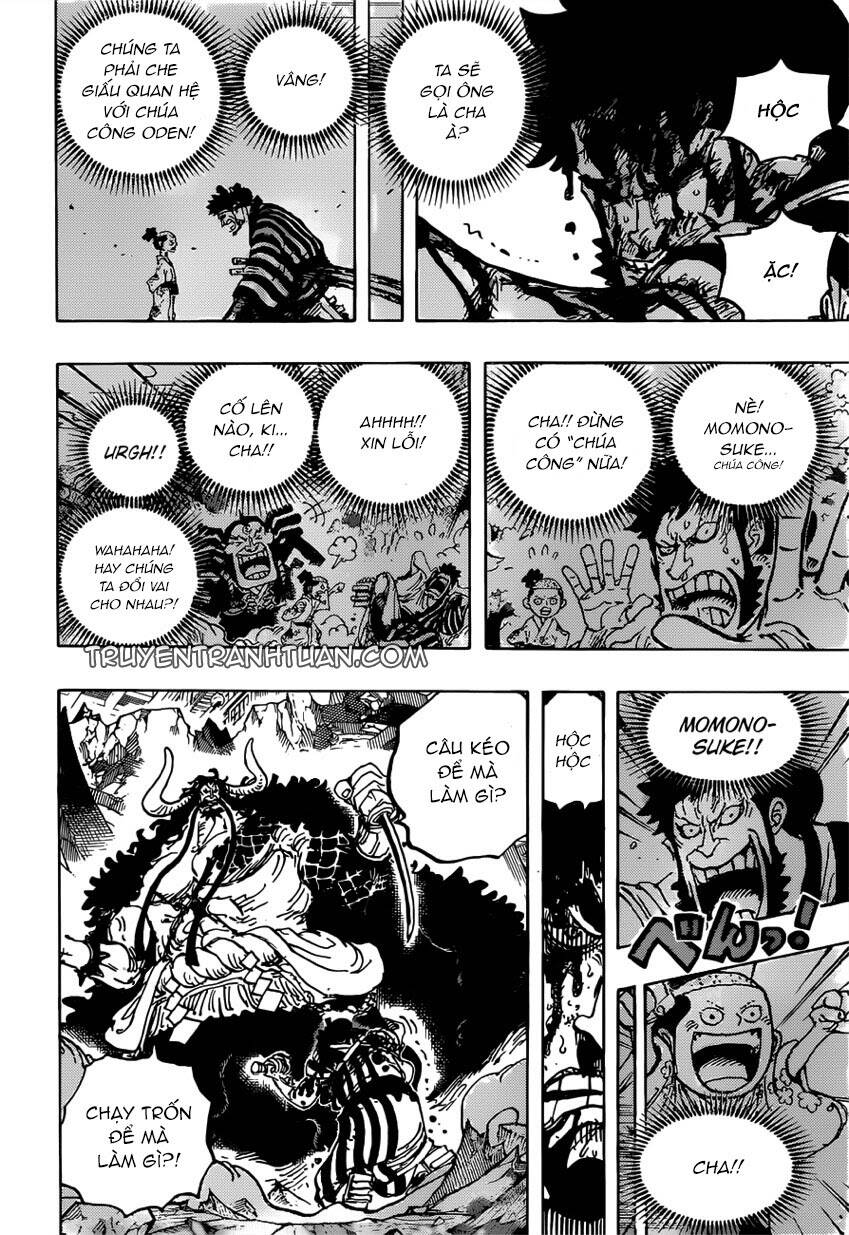 HỘC
ẶC!
TA SẼ
GỌI ÔNG
LÀ CHA
À?
VÂNG!
CHÚNG TA
PHẢI CHE
GIẤU QUAN HỆ
VỚI CHÚA
CÔNG ODEN!
NÈ!
MOMONO-
SUKE...
CHÚA CÔNG!
CHA!! ĐỪNG
CÓ “CHÚA
CÔNG” NỮA!
AHHHH!!
XIN LỖI!
CỐ LÊN
NÀO, KI...
CHA!!
URGH!!
WAHAHAHA!
HAY CHÚNG
TA ĐỔI VAI
CHO NHAU?!
TRUYENTRANHTUAN.COM
MOMONO-
SUKE!!
べんっ!
CHA!!
HỘC
HỘC
CÂU KÉO
ĐỂ MÀ
LÀM GÌ?
CHẠY TRỐN
ĐỂ MÀ
LÀM GÌ?!